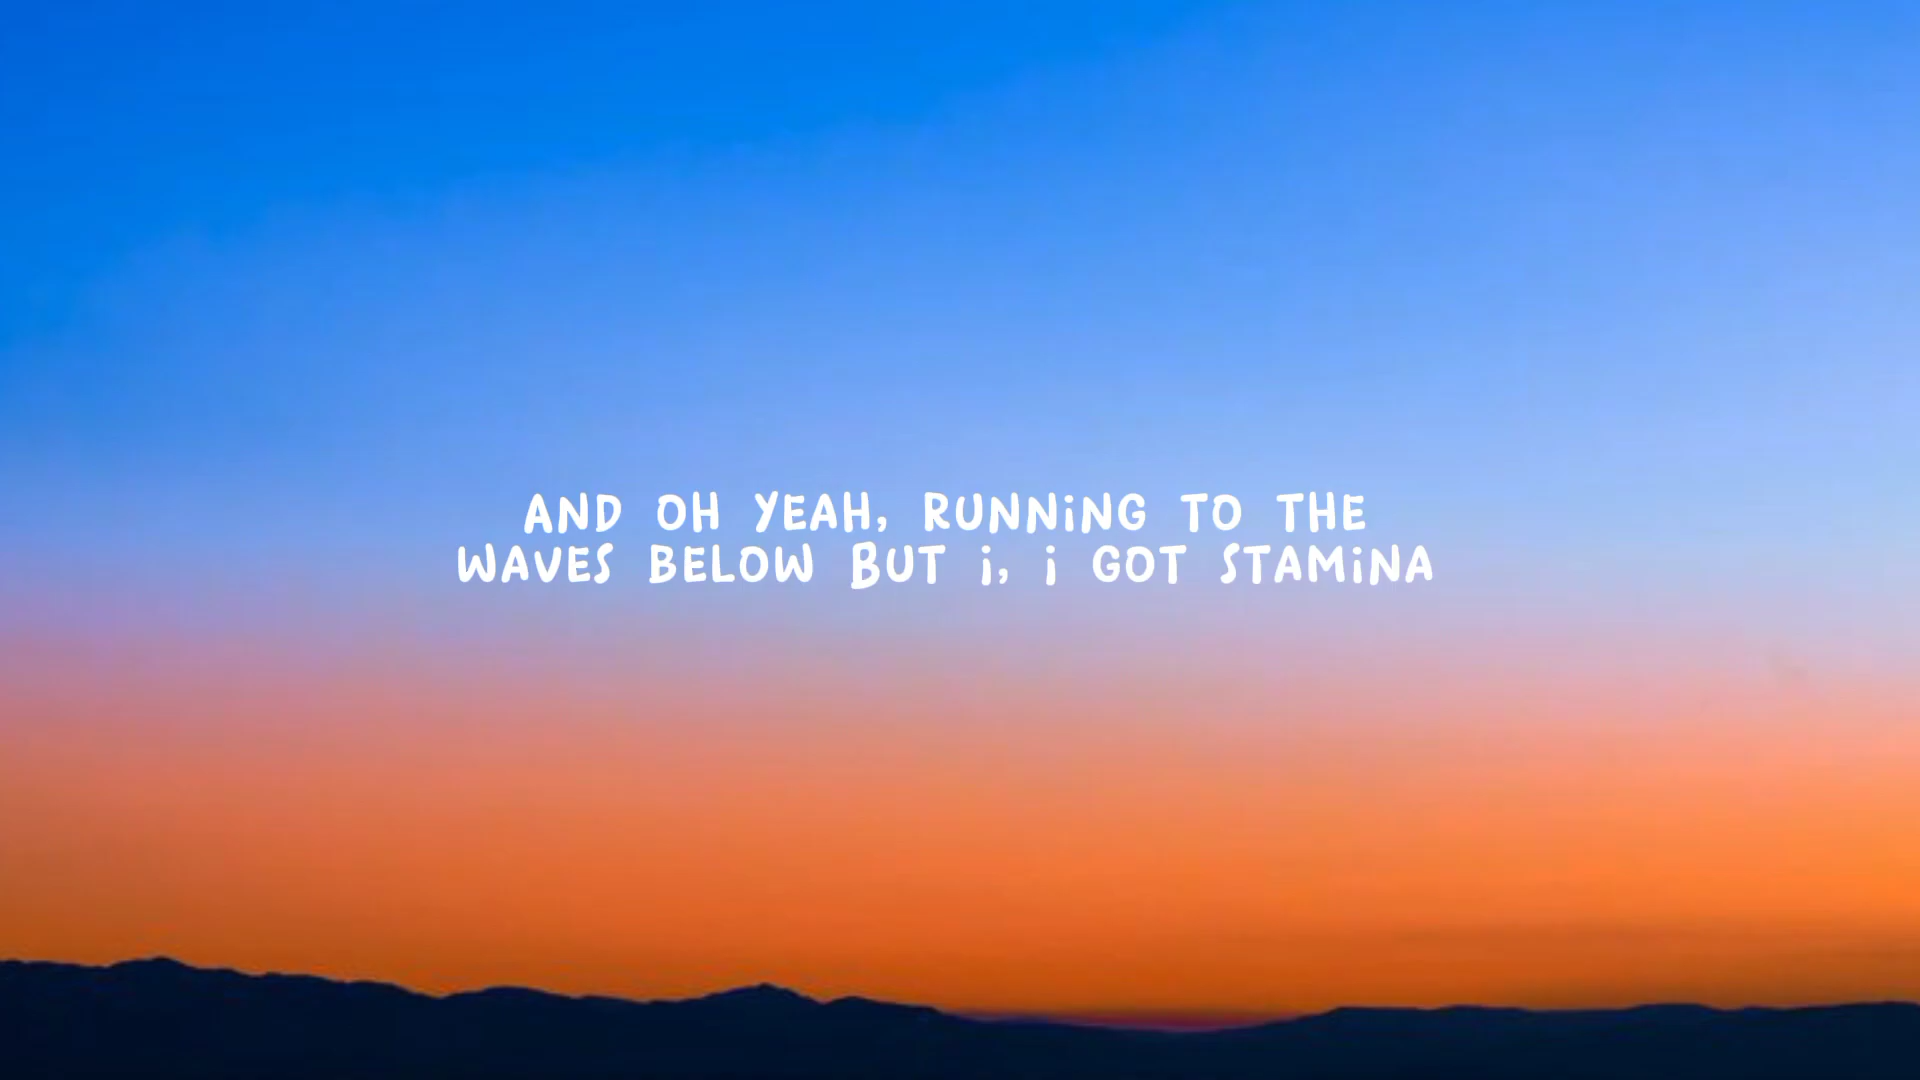 AND OH YEAH, RUNNiNG TO THE
WAVES BELOW BUT i, i GOT STAMiNA